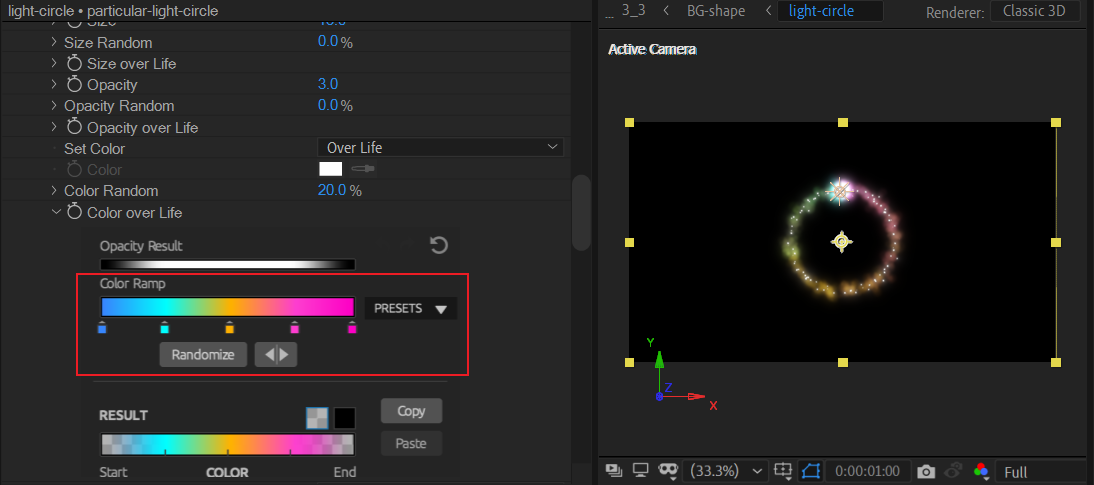 light-circle • particular-light-circle
Size
Size Random
0.0 %
Size over Life
Opacity
3.0
Opacity Random
0.0 %
Opacity over Life
Set Color
Over Life
Color
Color Random
20.0 %
Color over Life
Opacity Result
Color Ramp
PRESETS
Randomize
RESULT
Copy
Paste
Start
COLOR
End
3_3
BG-shape
light-circle
Renderer:
Classic 3D
Active Camera
Y
Z
X
(33.3%)
0:00:01:00
Full